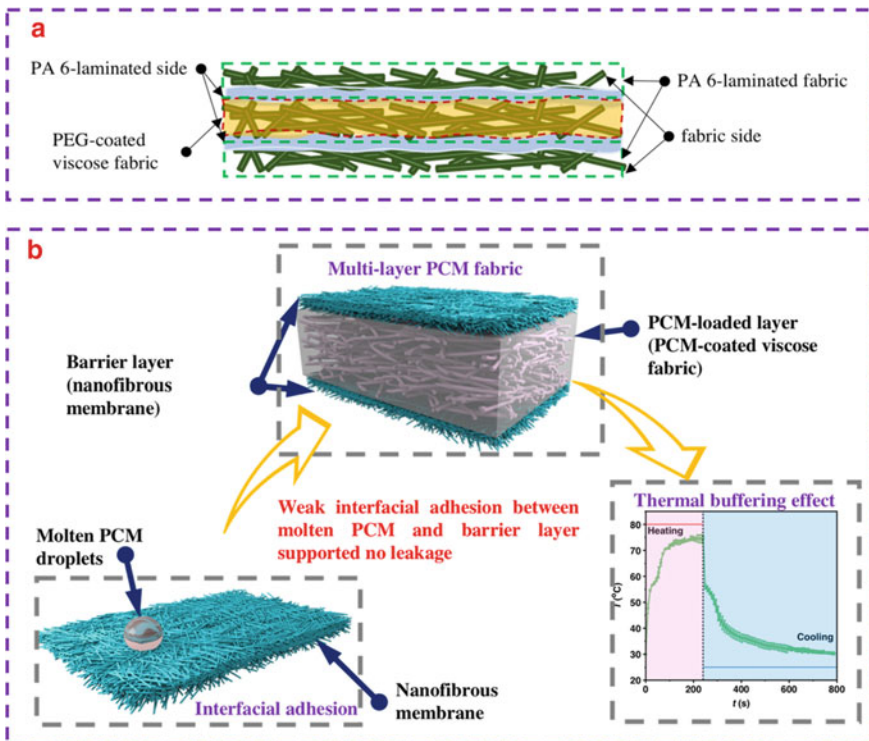 a
PA 6-laminated side
PEG-coated
viscose fabric
PA 6-laminated fabric
fabric side
b
Multi-layer PCM fabric
Barrier layer
(nanofibrous
membrane)
PCM-loaded layer
(PCM-coated viscose
fabric)
Weak interfacial adhesion between
molten PCM and barrier layer
supported no leakage
Molten PCM
droplets
Interfacial adhesion
Nanofibrous
membrane
Thermal buffering effect
80
70
60
50
40
30
20
T (°C)
Heating
Cooling
0 200 400 600 800
t (s)